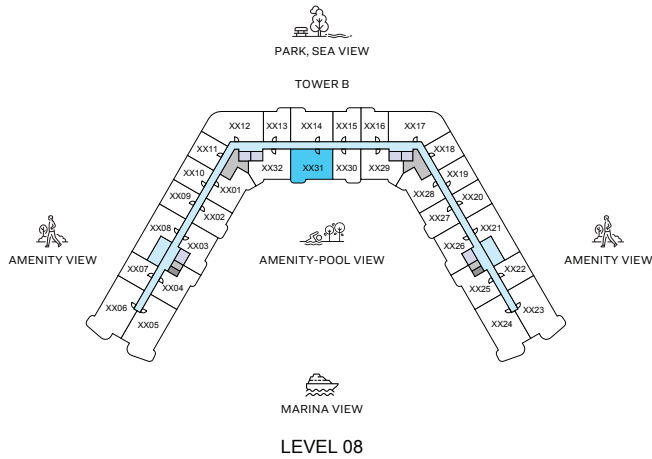 PARK, SEA VIEW
TOWER B
XX12
XX13
XX14
XX15
XX16
XX17
XX11
XX18
XX10
XX32
XX31
XX30
XX29
XX19
XX09
XX01
XX28
XX20
XX08
XX02
XX27
XX21
XX07
XX03
XX26
XX22
XX06
XX04
XX25
XX23
XX05
XX24
AMENITY VIEW
AMENITY-POOL VIEW
AMENITY VIEW
MARINA VIEW
LEVEL 08